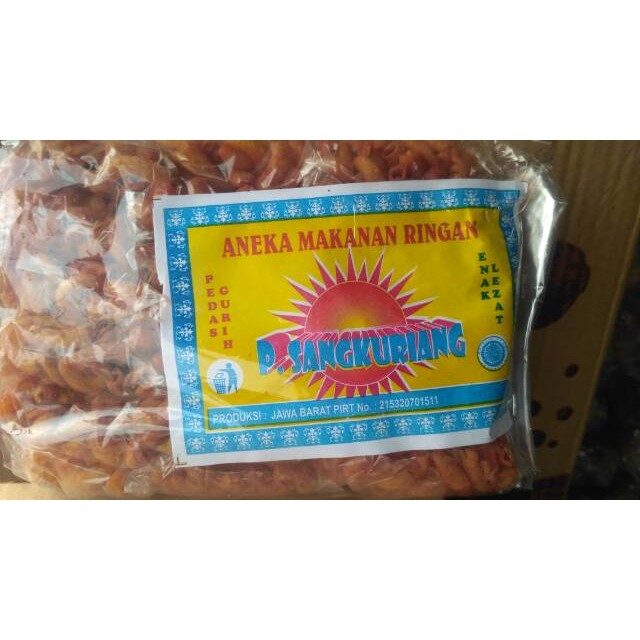 ANEKA MAKANAN RINGAN
PEDAS
GURIH
ENAK
LEZAT
P.SANGKURIANG
PRODUKSI : JAWA BARAT PIRT No. : 215320701511